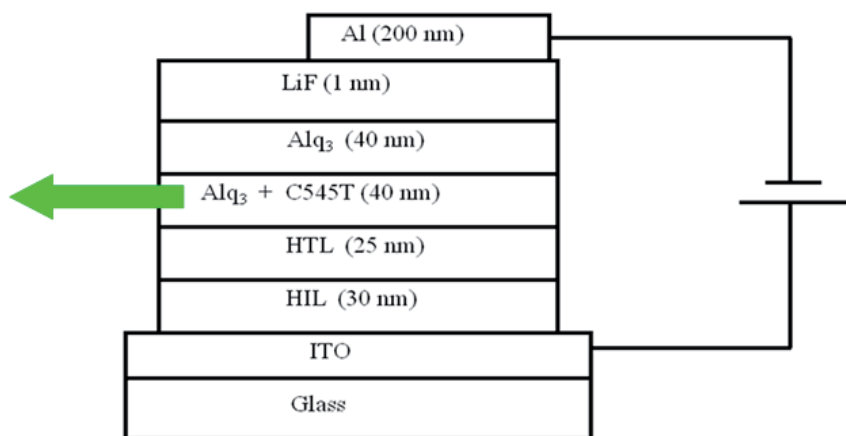 Al (200 nm)
LiF (1 nm)
Alq₃ (40 nm)
Alq₃ + C545T (40 nm)
HTL (25 nm)
HIL (30 nm)
ITO
Glass